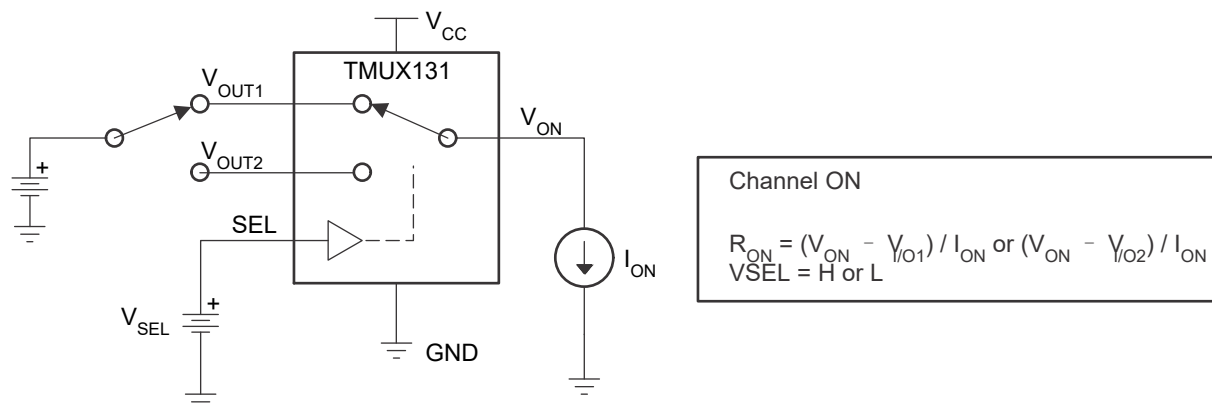 V_CC
TMUX131
V_OUT1
V_ON
+
V_OUT2
SEL
I_ON
+
V_SEL
GND
Channel ON
R_ON = (V_ON - V_I/O1) / I_ON or (V_ON - V_I/O2) / I_ON
VSEL = H or L